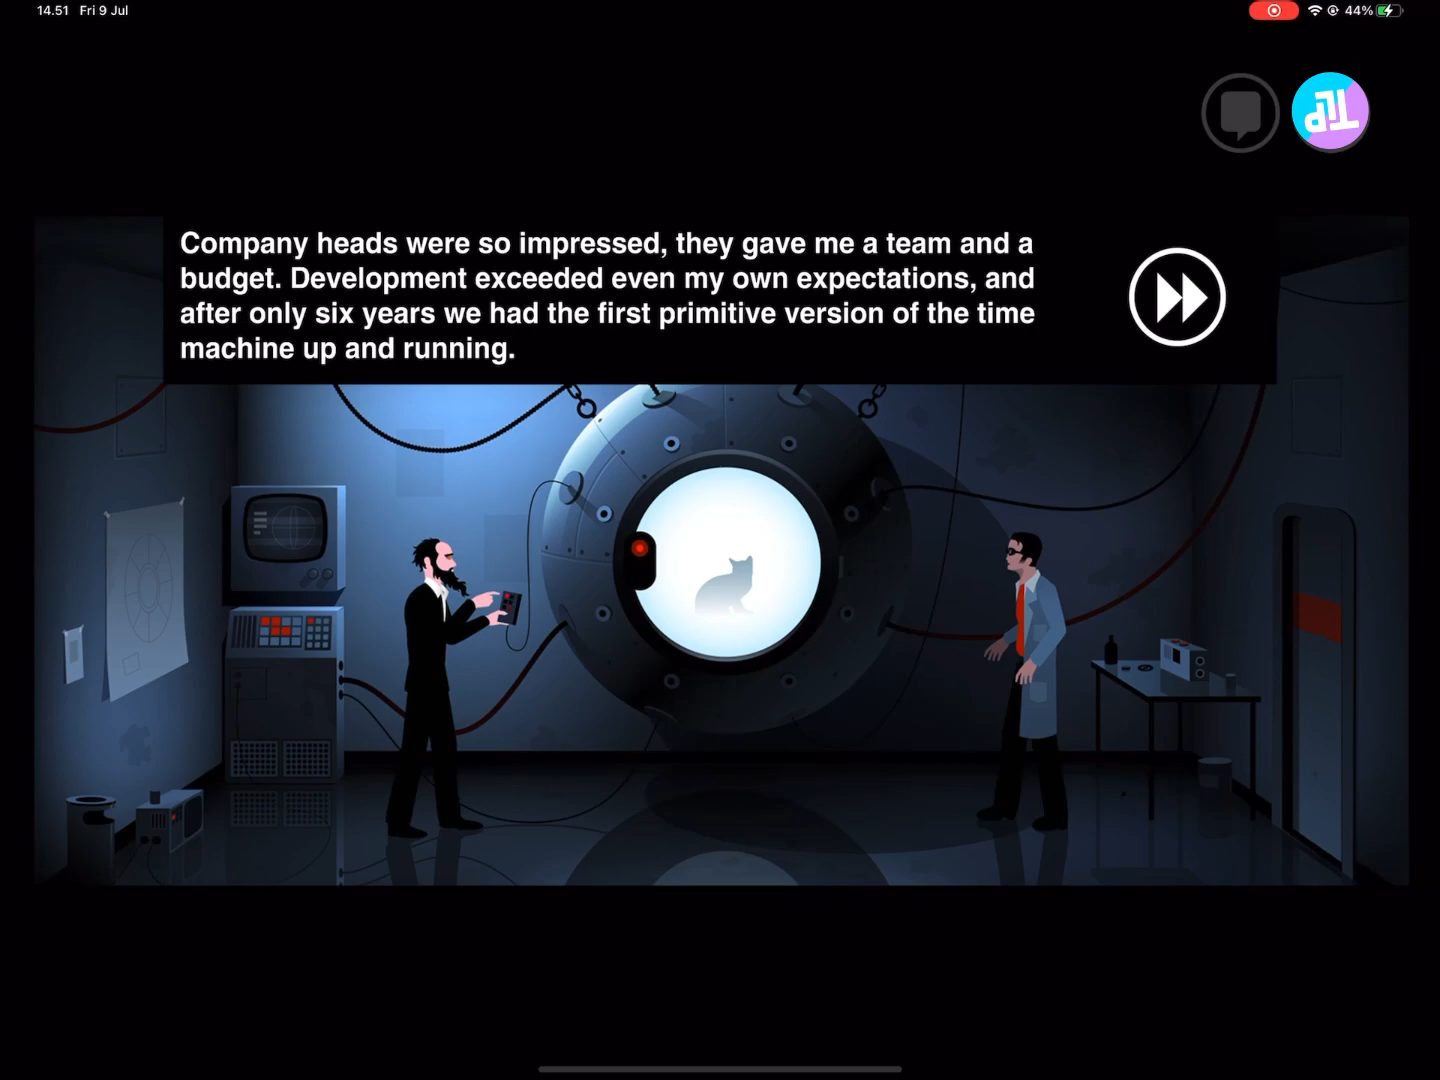 14.51 Fri 9 Jul
44%
TLP
Company heads were so impressed, they gave me a team and a
budget. Development exceeded even my own expectations, and
after only six years we had the first primitive version of the time
machine up and running.